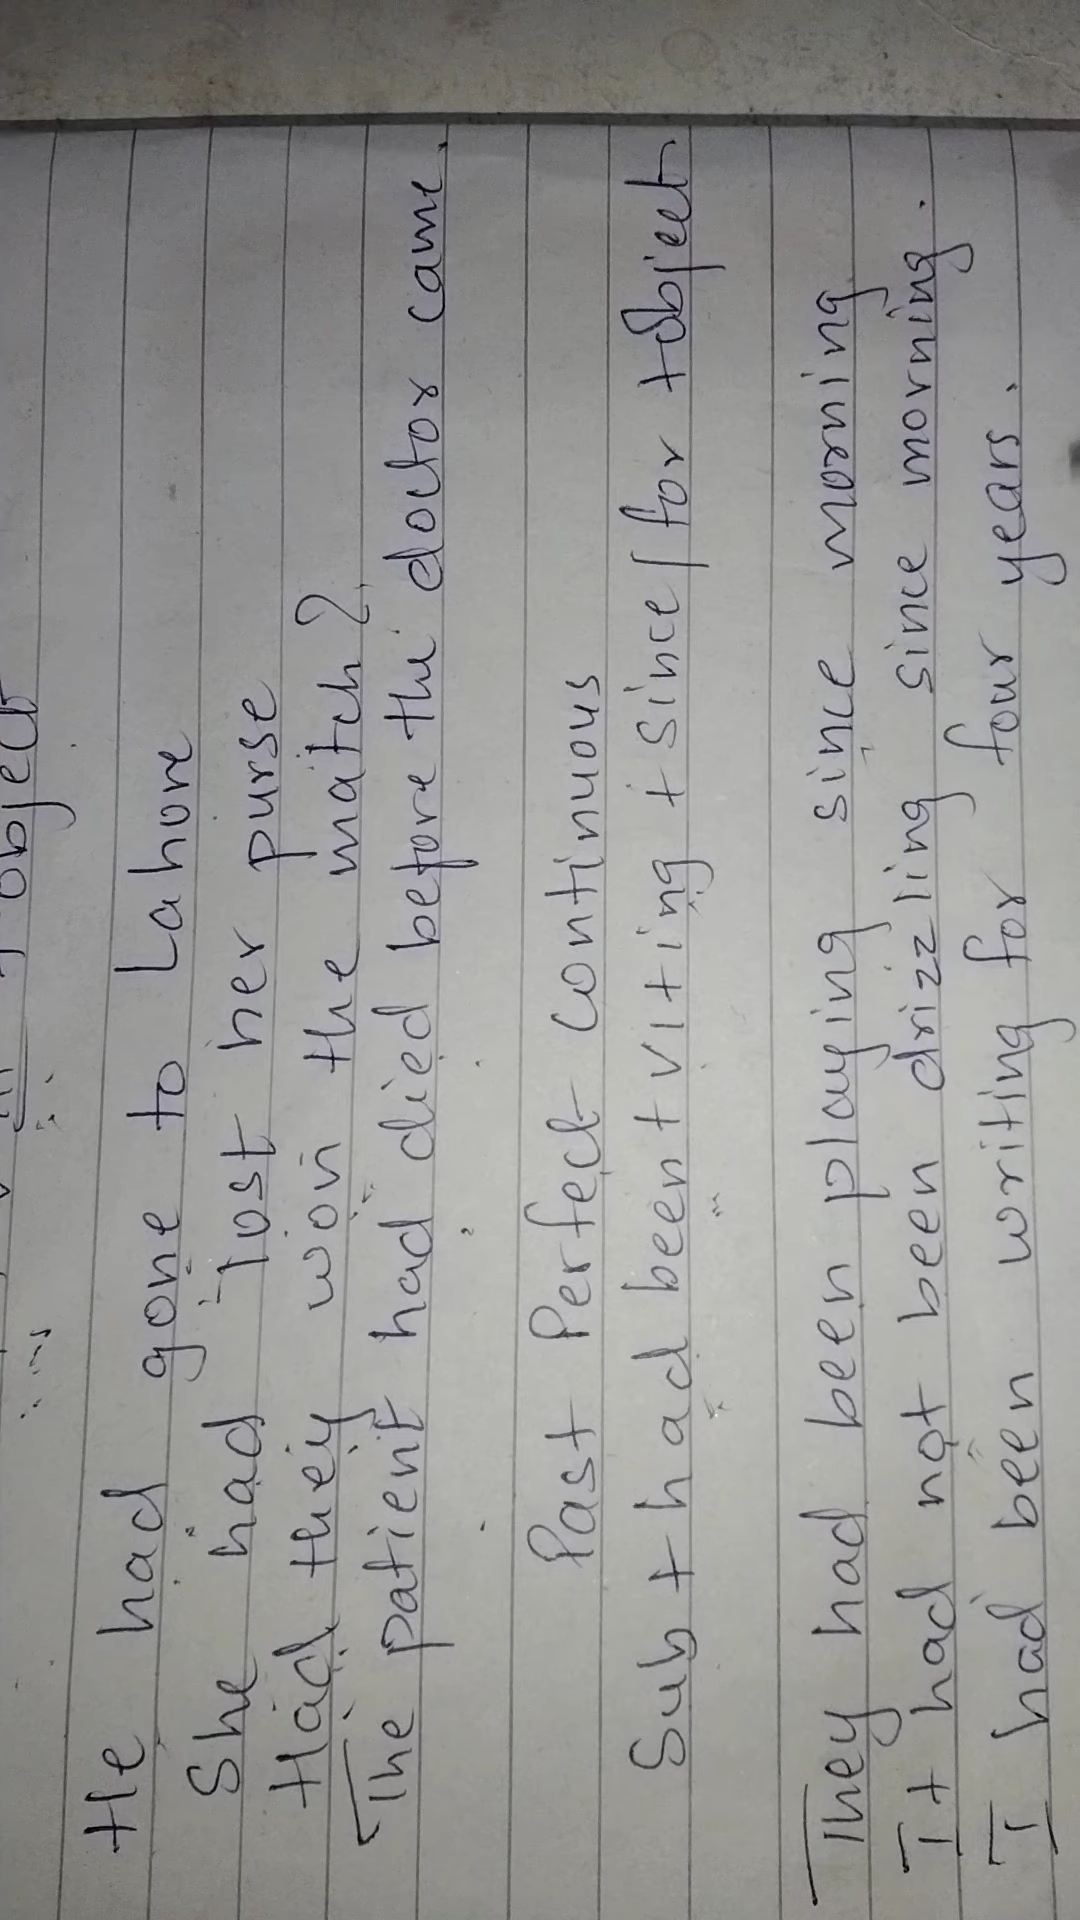 object
He had gone to Lahore
She had lost her purse
Had they won the match?
The patient had died before the doctor came.
Past Perfect Continuous
Sub + had been + V1 + ing + since/for + object
They had been playing since morning
It had not been drizzling since morning.
I had been writing for four years.